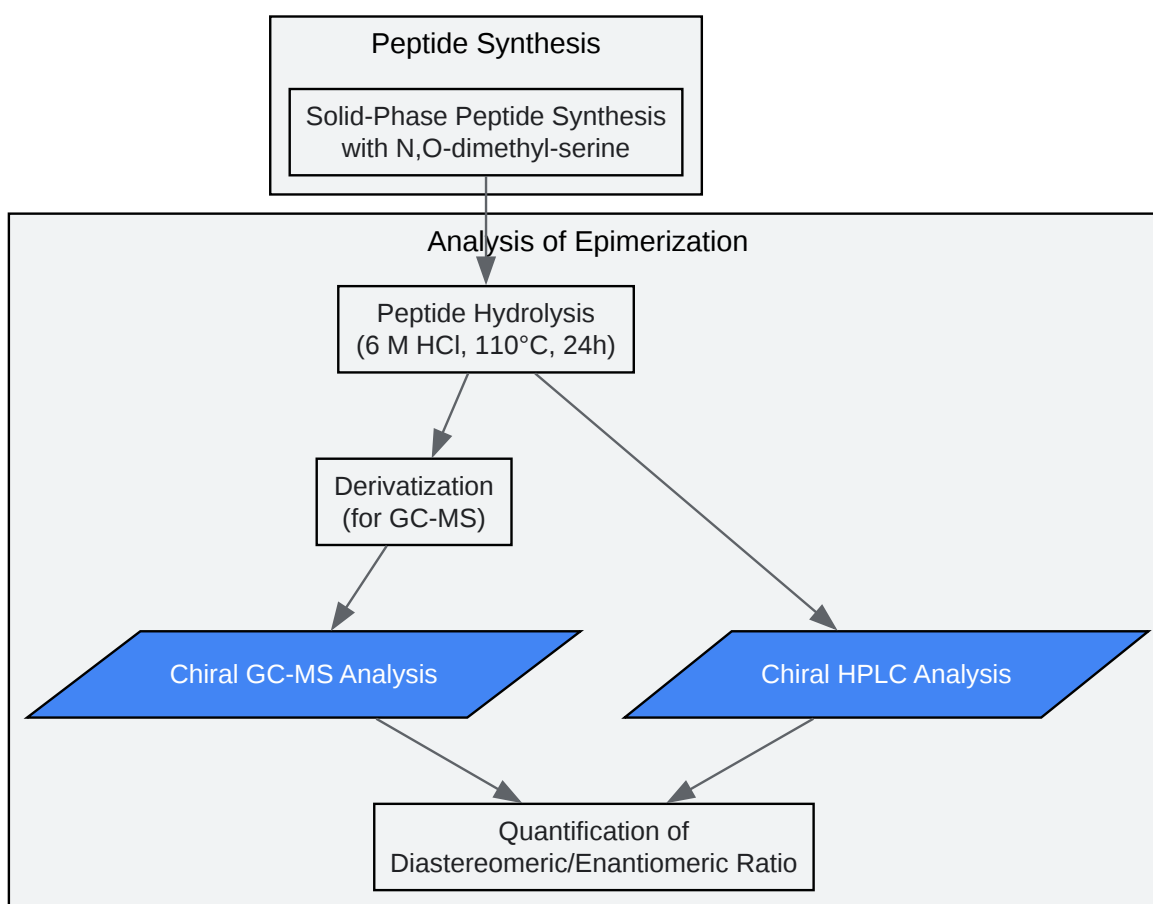 Peptide Synthesis
Solid-Phase Peptide Synthesis
with N,O-dimethyl-serine
Analysis of Epimerization
Peptide Hydrolysis
(6 M HCl, 110°C, 24h)
Derivatization
(for GC-MS)
Chiral GC-MS Analysis
Chiral HPLC Analysis
Quantification of
Diastereomeric/Enantiomeric Ratio